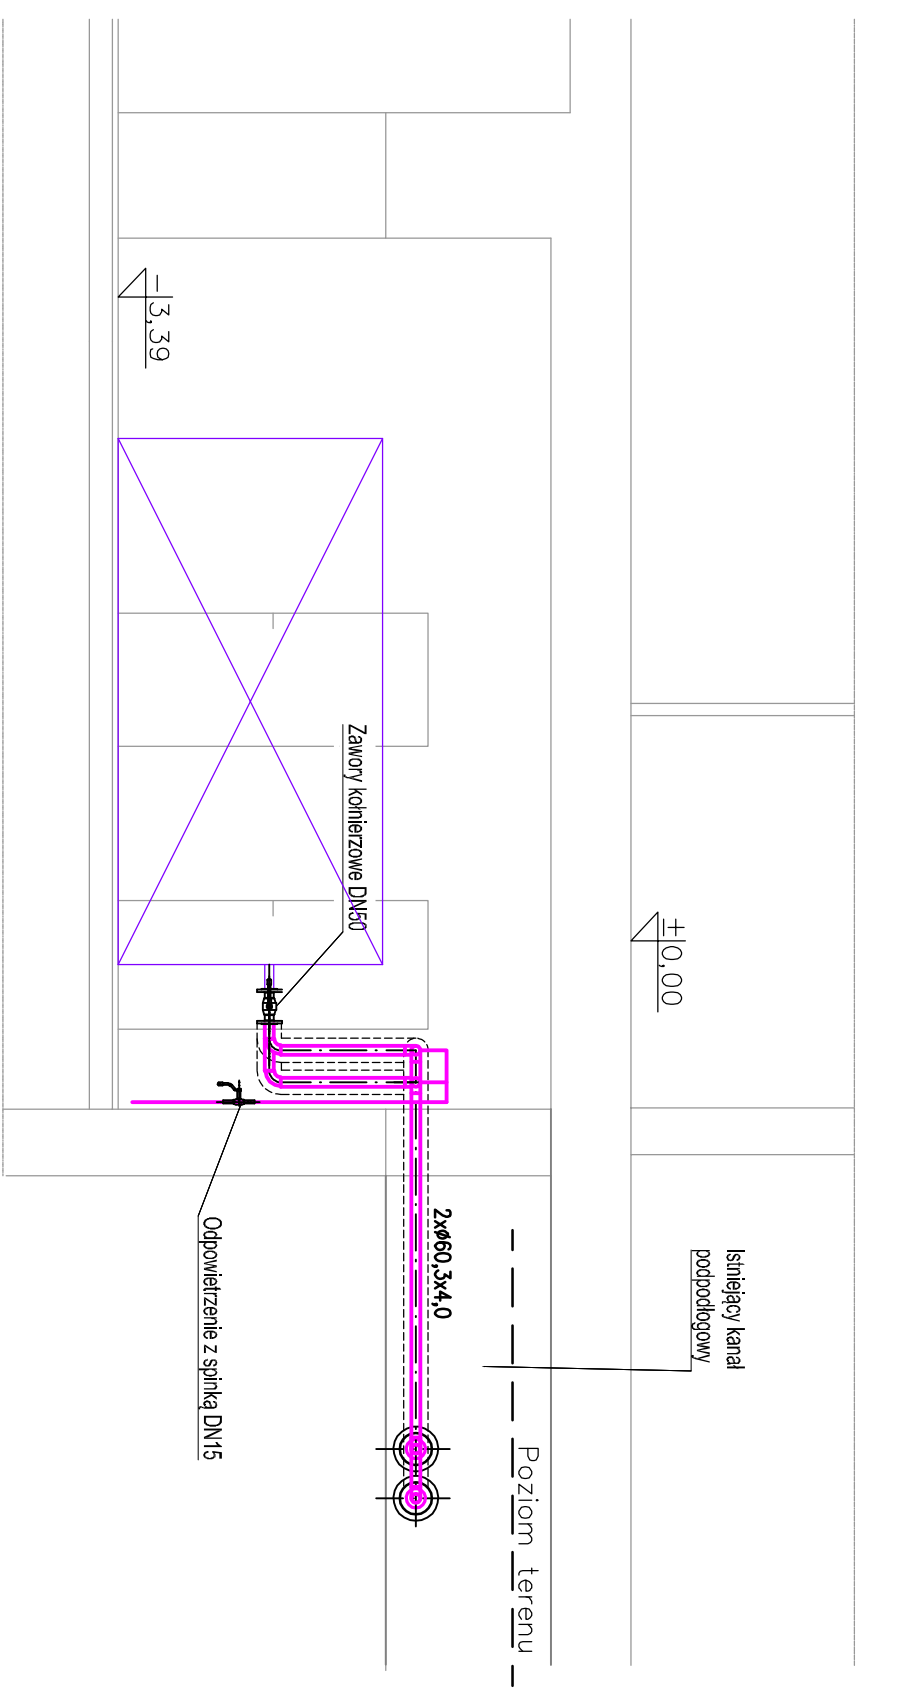 -3,39
±0,00
Zawory kołnierzowe DN50
Odpowietrzenie z spinką DN15
2xø60,3x4,0
Istniejący kanał
podpodłogowy
Poziom terenu